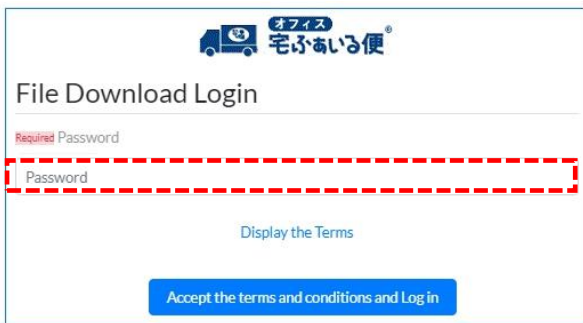 オフィス
宅ふぁいる便®
File Download Login
Required Password
Password
Display the Terms
Accept the terms and conditions and Log in